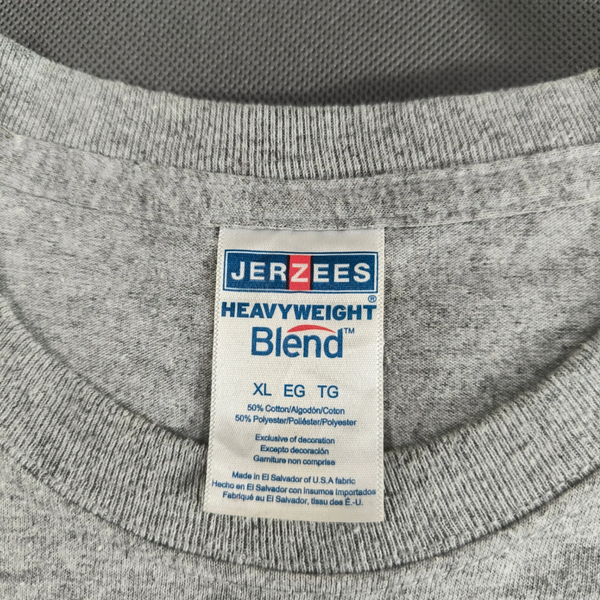 JERZEES
HEAVYWEIGHT®
Blend™
XL EG TG
50% Cotton/Algodón/Coton
50% Polyester/Poliéster/Polyester
Exclusive of decoration
Excepto decoración
Garniture non comprise
Made in El Salvador of U.S.A fabric
Hecho en El Salvador con Insumos Importados
Fabriqué au El Salvador, tissu des É.-U.